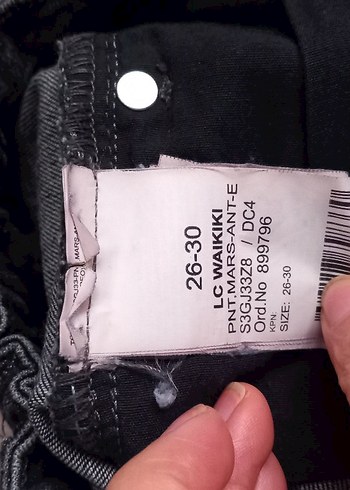 26-30
LC WAIKIKI
PNT.MARS-ANT-E
S3GJ33Z8 / DC4
Ord.No 899796
KPN:
SIZE: 26-30